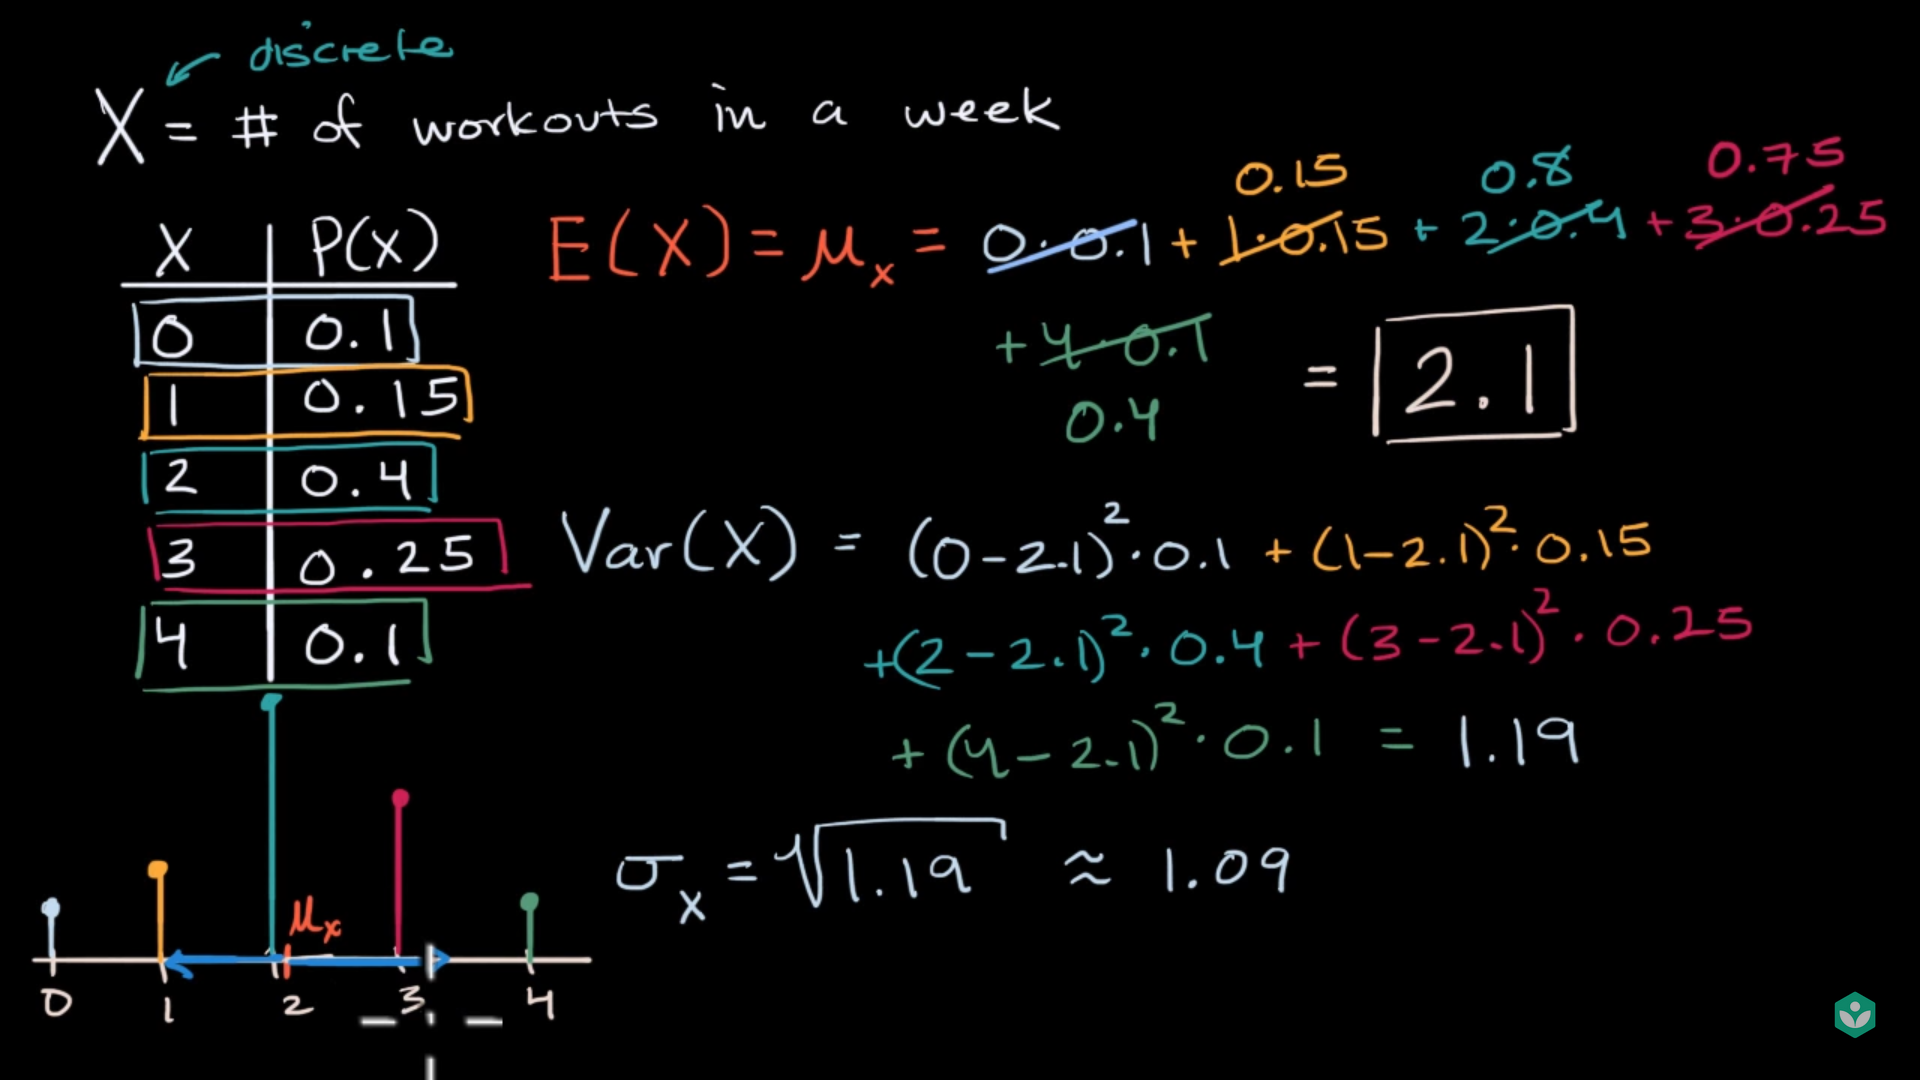 discrete
X = # of workouts in a week
X P(X)
0 0.1
1 0.15
2 0.4
3 0.25
4 0.1
0.15 0.8 0.75
E(X) = μx = 0·0.1 + 1·0.15 + 2·0.4 + 3·0.25
+ 4·0.1
0.4
= 2.1
Var(X) = (0-2.1)²·0.1 + (1-2.1)²·0.15
+(2-2.1)²·0.4 + (3-2.1)²·0.25
+ (4-2.1)²·0.1 = 1.19
σx = √1.19 ≈ 1.09
μx
0 1 2 3 4